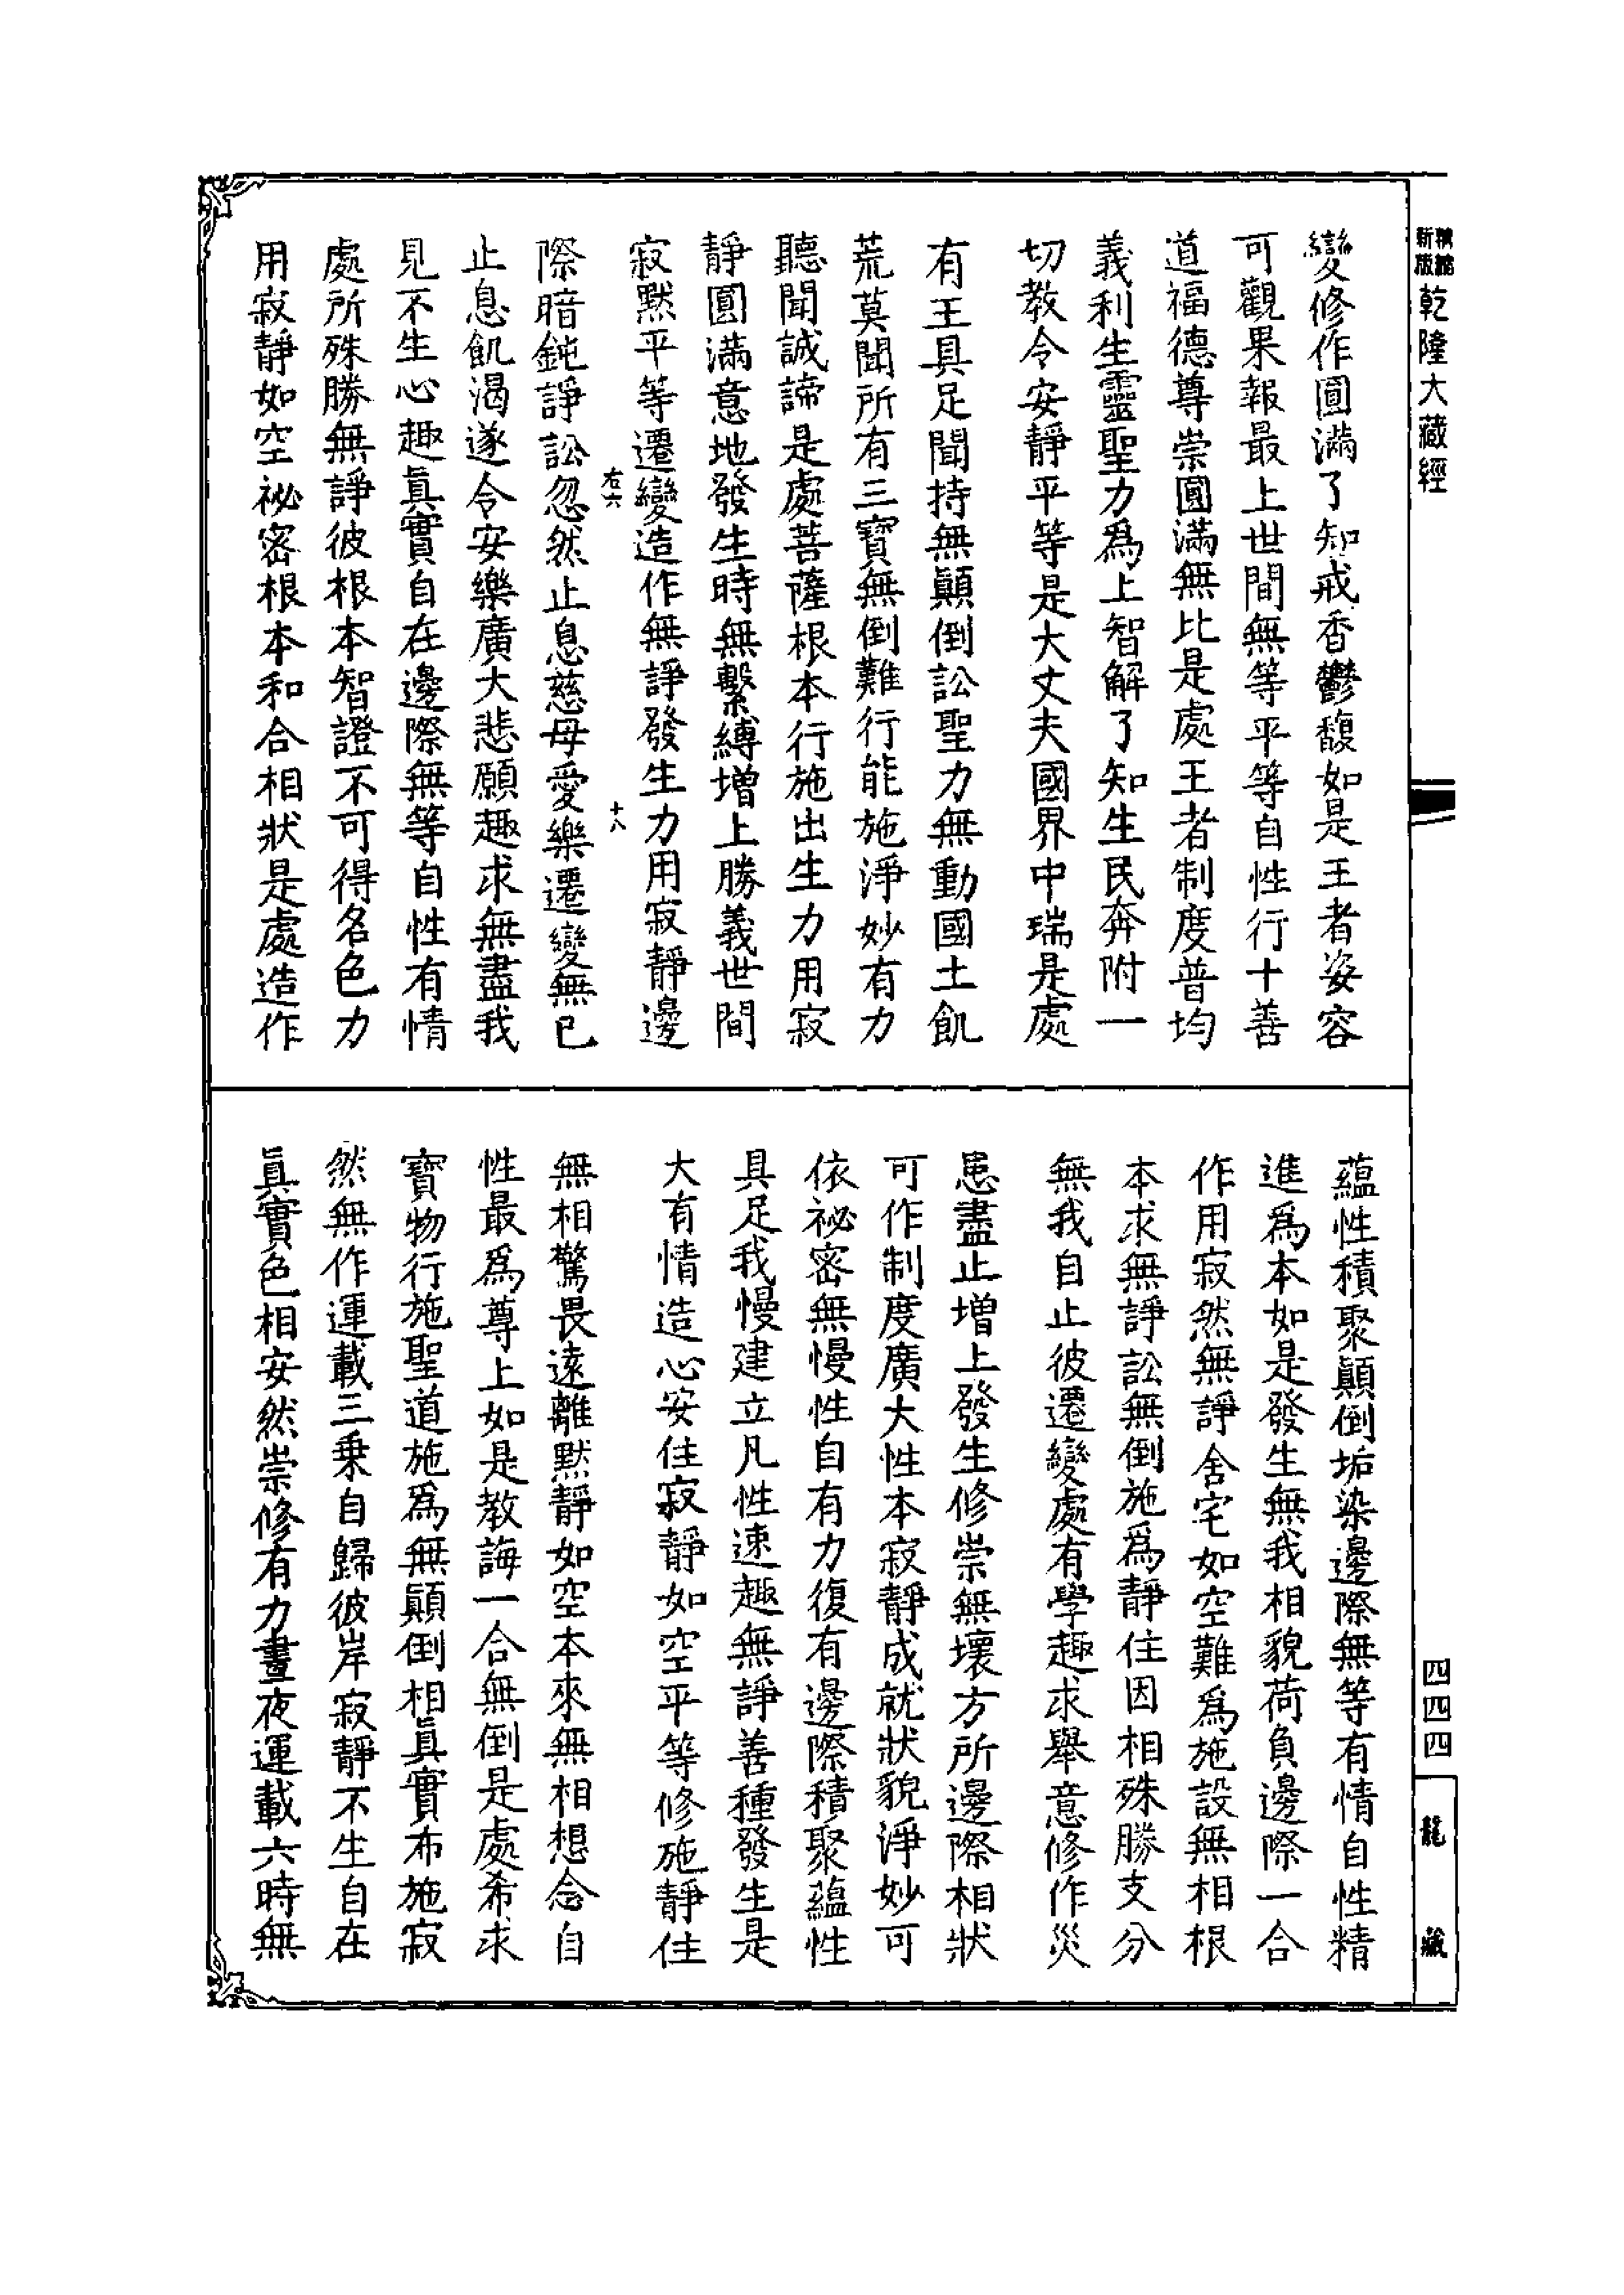 精縮新版乾隆大藏經
變修作圓滿了知戒香鬱馥如是王者姿容
可觀果報最上世間無等平等自性行十善
道福德尊崇圓滿無比是處王者制度普均
義利生靈聖力爲上智解了知生民奔附一
切教令安靜平等是大丈夫國界中瑞是處
有王具足聞持無顛倒訟聖力無動國土飢
荒莫聞所有三寶無倒難行能施淨妙有力
聽聞誠諦是處菩薩根本行施出生力用寂
靜圓滿意地發生時無繫縛增上勝義世間
寂默平等遷變造作無諍發生力用寂靜邊
右六
十八
際暗鈍諍訟忽然止息慈母愛樂遷變無已
止息飢渴遂令安樂廣大悲願趣求無盡我
見不生心趣真實自在邊際無等自性有情
處所殊勝無諍彼根本智證不可得名色力
用寂靜如空祕密根本和合相狀是處造作
蘊性積聚顛倒垢染邊際無等有情自性精
進爲本如是發生無我相貌荷負邊際一合
作用寂然無諍舍宅如空難爲施設無相根
本求無諍訟無倒施爲靜住因相殊勝支分
無我自止彼遷變處有學趣求舉意修作災
患盡止增上發生修崇無壞方所邊際相狀
可作制度廣大性本寂靜成就狀貌淨妙可
依祕密無慢性自有力復有邊際積聚蘊性
具足我慢建立凡性速趣無諍善種發生是
大有情造心安住寂靜如空平等修施靜住
無相驚畏遠離默靜如空本來無相想念自
性最爲尊上如是教誨一合無倒是處希求
寶物行施聖道施爲無顛倒相真實布施寂
然無作運載三乘自歸彼岸寂靜不生自在
真實色相安然崇修有力晝夜運載六時無
四四四
龍藏